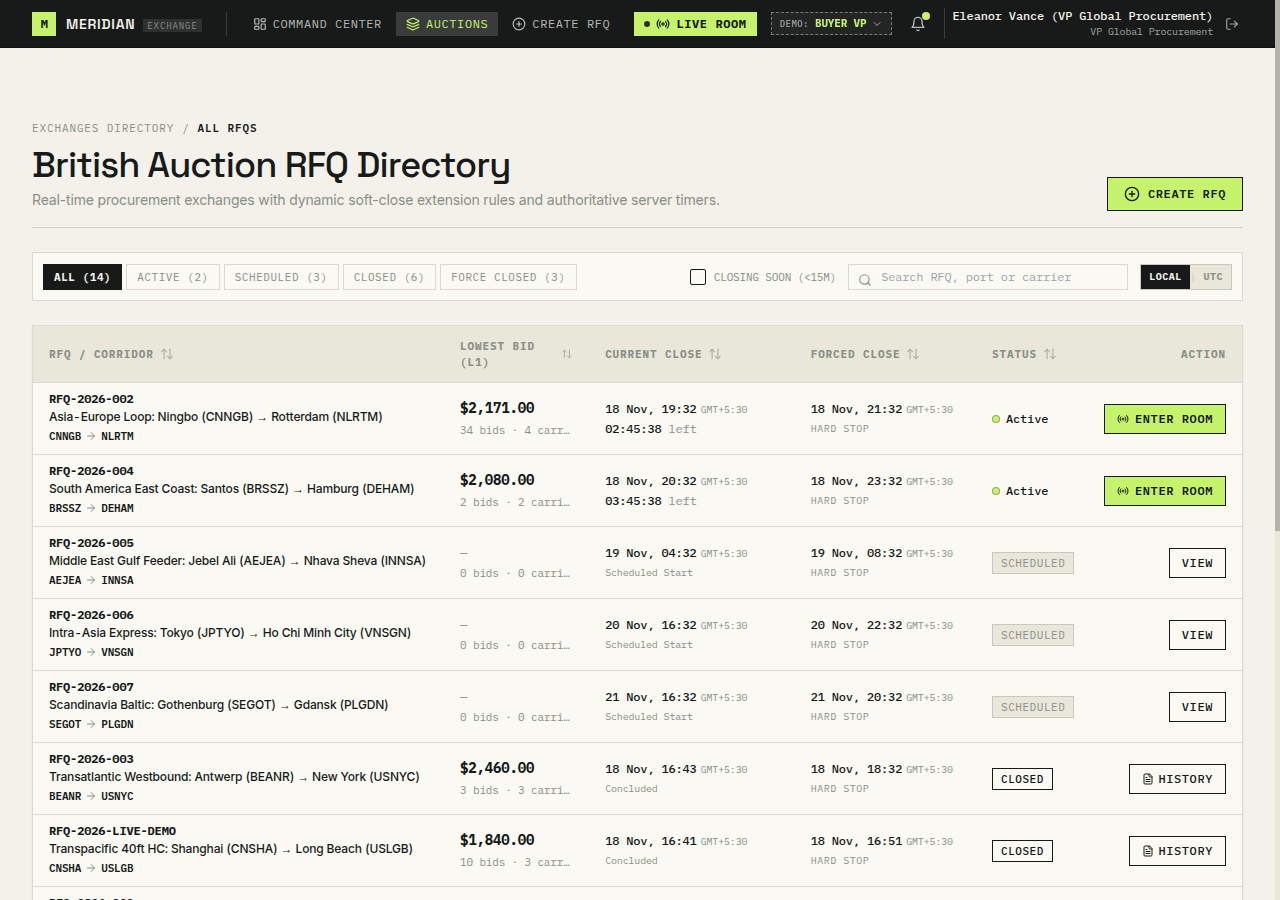 M MERIDIAN EXCHANGE COMMAND CENTER AUCTIONS CREATE RFQ LIVE ROOM DEMO: BUYER VP Eleanor Vance (VP Global Procurement)
VP Global Procurement
EXCHANGES DIRECTORY / ALL RFQS
British Auction RFQ Directory
Real-time procurement exchanges with dynamic soft-close extension rules and authoritative server timers.
CREATE RFQ
ALL (14) ACTIVE (2) SCHEDULED (3) CLOSED (6) FORCE CLOSED (3) CLOSING SOON (<15M) Search RFQ, port or carrier LOCAL UTC
RFQ / CORRIDOR LOWEST BID (L1) CURRENT CLOSE FORCED CLOSE STATUS ACTION
RFQ-2026-002
Asia-Europe Loop: Ningbo (CNNGB) → Rotterdam (NLRTM)
CNNGB → NLRTM
$2,171.00
34 bids · 4 carr…
18 Nov, 19:32 GMT+5:30
02:45:38 left
18 Nov, 21:32 GMT+5:30
HARD STOP
Active
ENTER ROOM
RFQ-2026-004
South America East Coast: Santos (BRSSZ) → Hamburg (DEHAM)
BRSSZ → DEHAM
$2,080.00
2 bids · 2 carri…
18 Nov, 20:32 GMT+5:30
03:45:38 left
18 Nov, 23:32 GMT+5:30
HARD STOP
Active
ENTER ROOM
RFQ-2026-005
Middle East Gulf Feeder: Jebel Ali (AEJEA) → Nhava Sheva (INNSA)
AEJEA → INNSA
—
0 bids · 0 carri…
19 Nov, 04:32 GMT+5:30
Scheduled Start
19 Nov, 08:32 GMT+5:30
HARD STOP
SCHEDULED
VIEW
RFQ-2026-006
Intra-Asia Express: Tokyo (JPTYO) → Ho Chi Minh City (VNSGN)
JPTYO → VNSGN
—
0 bids · 0 carri…
20 Nov, 16:32 GMT+5:30
Scheduled Start
20 Nov, 22:32 GMT+5:30
HARD STOP
SCHEDULED
VIEW
RFQ-2026-007
Scandinavia Baltic: Gothenburg (SEGOT) → Gdansk (PLGDN)
SEGOT → PLGDN
—
0 bids · 0 carri…
21 Nov, 16:32 GMT+5:30
Scheduled Start
21 Nov, 20:32 GMT+5:30
HARD STOP
SCHEDULED
VIEW
RFQ-2026-003
Transatlantic Westbound: Antwerp (BEANR) → New York (USNYC)
BEANR → USNYC
$2,460.00
3 bids · 3 carri…
18 Nov, 16:43 GMT+5:30
Concluded
18 Nov, 18:32 GMT+5:30
HARD STOP
CLOSED
HISTORY
RFQ-2026-LIVE-DEMO
Transpacific 40ft HC: Shanghai (CNSHA) → Long Beach (USLGB)
CNSHA → USLGB
$1,840.00
10 bids · 3 carr…
18 Nov, 16:41 GMT+5:30
Concluded
18 Nov, 16:51 GMT+5:30
HARD STOP
CLOSED
HISTORY